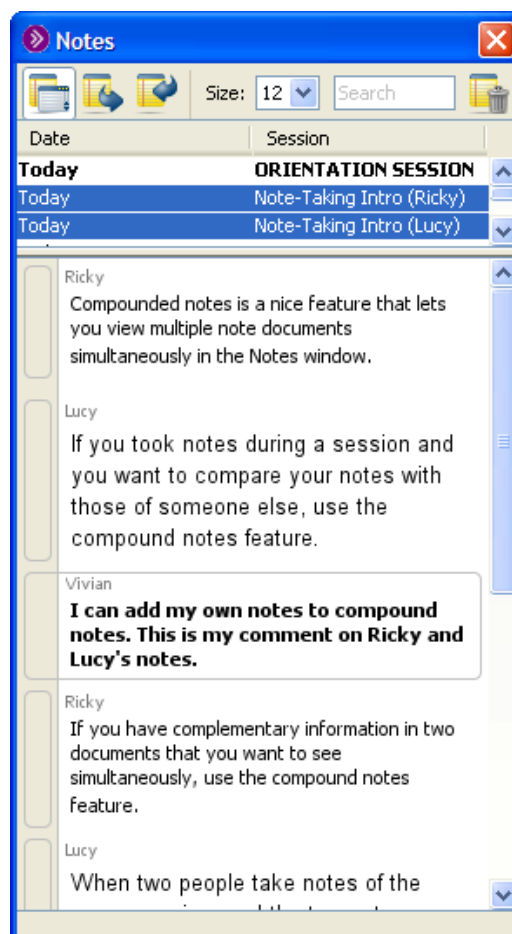 Notes
Size: 12 Search
Date Session
Today ORIENTATION SESSION
Today Note-Taking Intro (Ricky)
Today Note-Taking Intro (Lucy)
Ricky
Compounded notes is a nice feature that lets
you view multiple note documents
simultaneously in the Notes window.
Lucy
If you took notes during a session and
you want to compare your notes with
those of someone else, use the
compound notes feature.
Vivian
I can add my own notes to compound
notes. This is my comment on Ricky and
Lucy's notes.
Ricky
If you have complementary information in two
documents that you want to see
simultaneously, use the compound notes
feature.
Lucy
When two people take notes of the